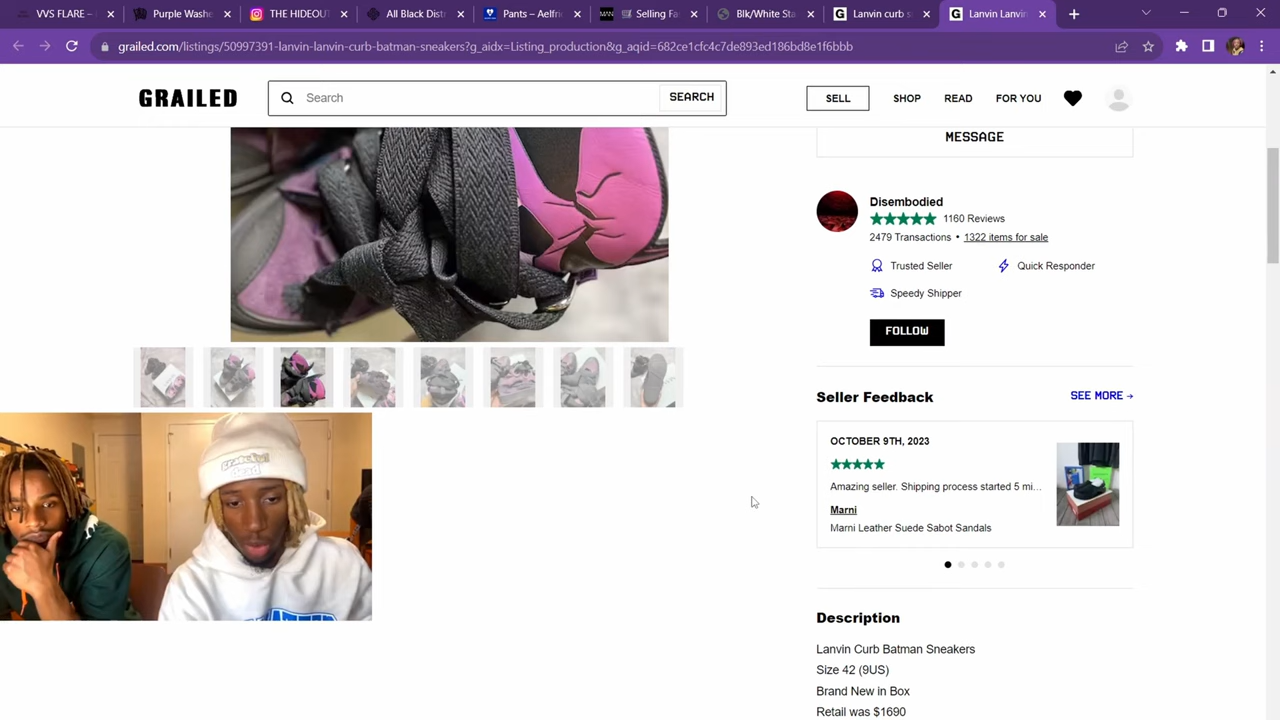 VVS FLARE –
Purple Washe
THE HIDEOU
All Black Distr
Pants – Aelfri
Selling Fa
Blk/White Sta
Lanvin curb s
Lanvin Lanvin
grailed.com/listings/50997391-lanvin-lanvin-curb-batman-sneakers?g_aidx=Listing_production&g_aqid=682ce1cfc4c7de893ed186bd8e1f6bbb
GRAILED
Search
SEARCH
SELL
SHOP
READ
FOR YOU
MESSAGE
Disembodied
1160 Reviews
2479 Transactions • 1322 items for sale
Trusted Seller
Quick Responder
Speedy Shipper
FOLLOW
Seller Feedback
SEE MORE →
OCTOBER 9TH, 2023
Amazing seller. Shipping process started 5 mi...
Marni
Marni Leather Suede Sabot Sandals
Description
Lanvin Curb Batman Sneakers
Size 42 (9US)
Brand New in Box
Retail was $1690